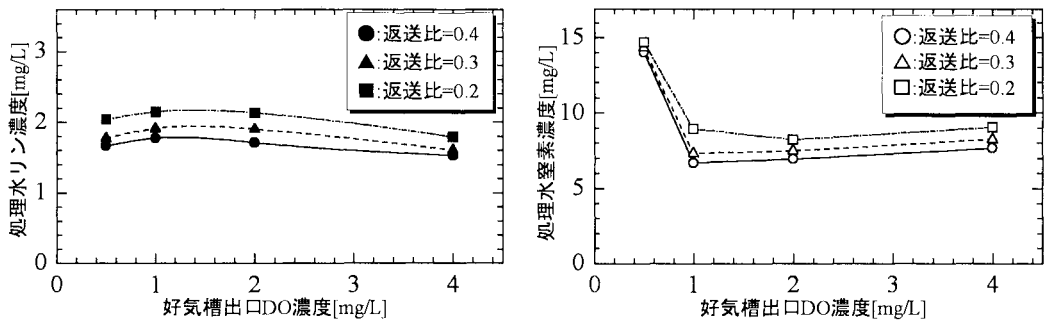 処理水リン濃度[mg/L]
3
2
1
0
●:返送比=0.4
▲:返送比=0.3
■:返送比=0.2
0 1 2 3 4
好気槽出口DO濃度[mg/L]
処理水窒素濃度[mg/L]
15
10
5
0
○:返送比=0.4
△:返送比=0.3
□:返送比=0.2
0 1 2 3 4
好気槽出口DO濃度[mg/L]